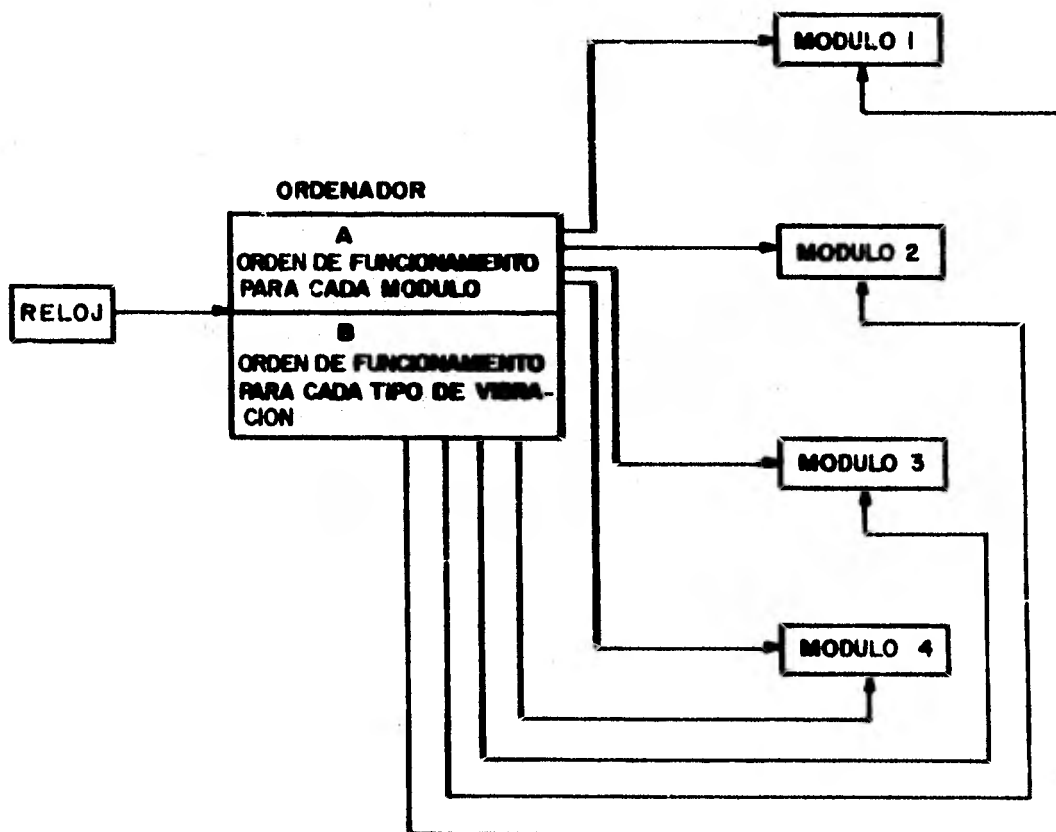 MODULO 1
ORDENADOR
A
ORDEN DE FUNCIONAMIENTO
PARA CADA MODULO
MODULO 2
RELOJ
B
ORDEN DE FUNCIONAMIENTO
PARA CADA TIPO DE VIBRA-
CION
MODULO 3
MODULO 4